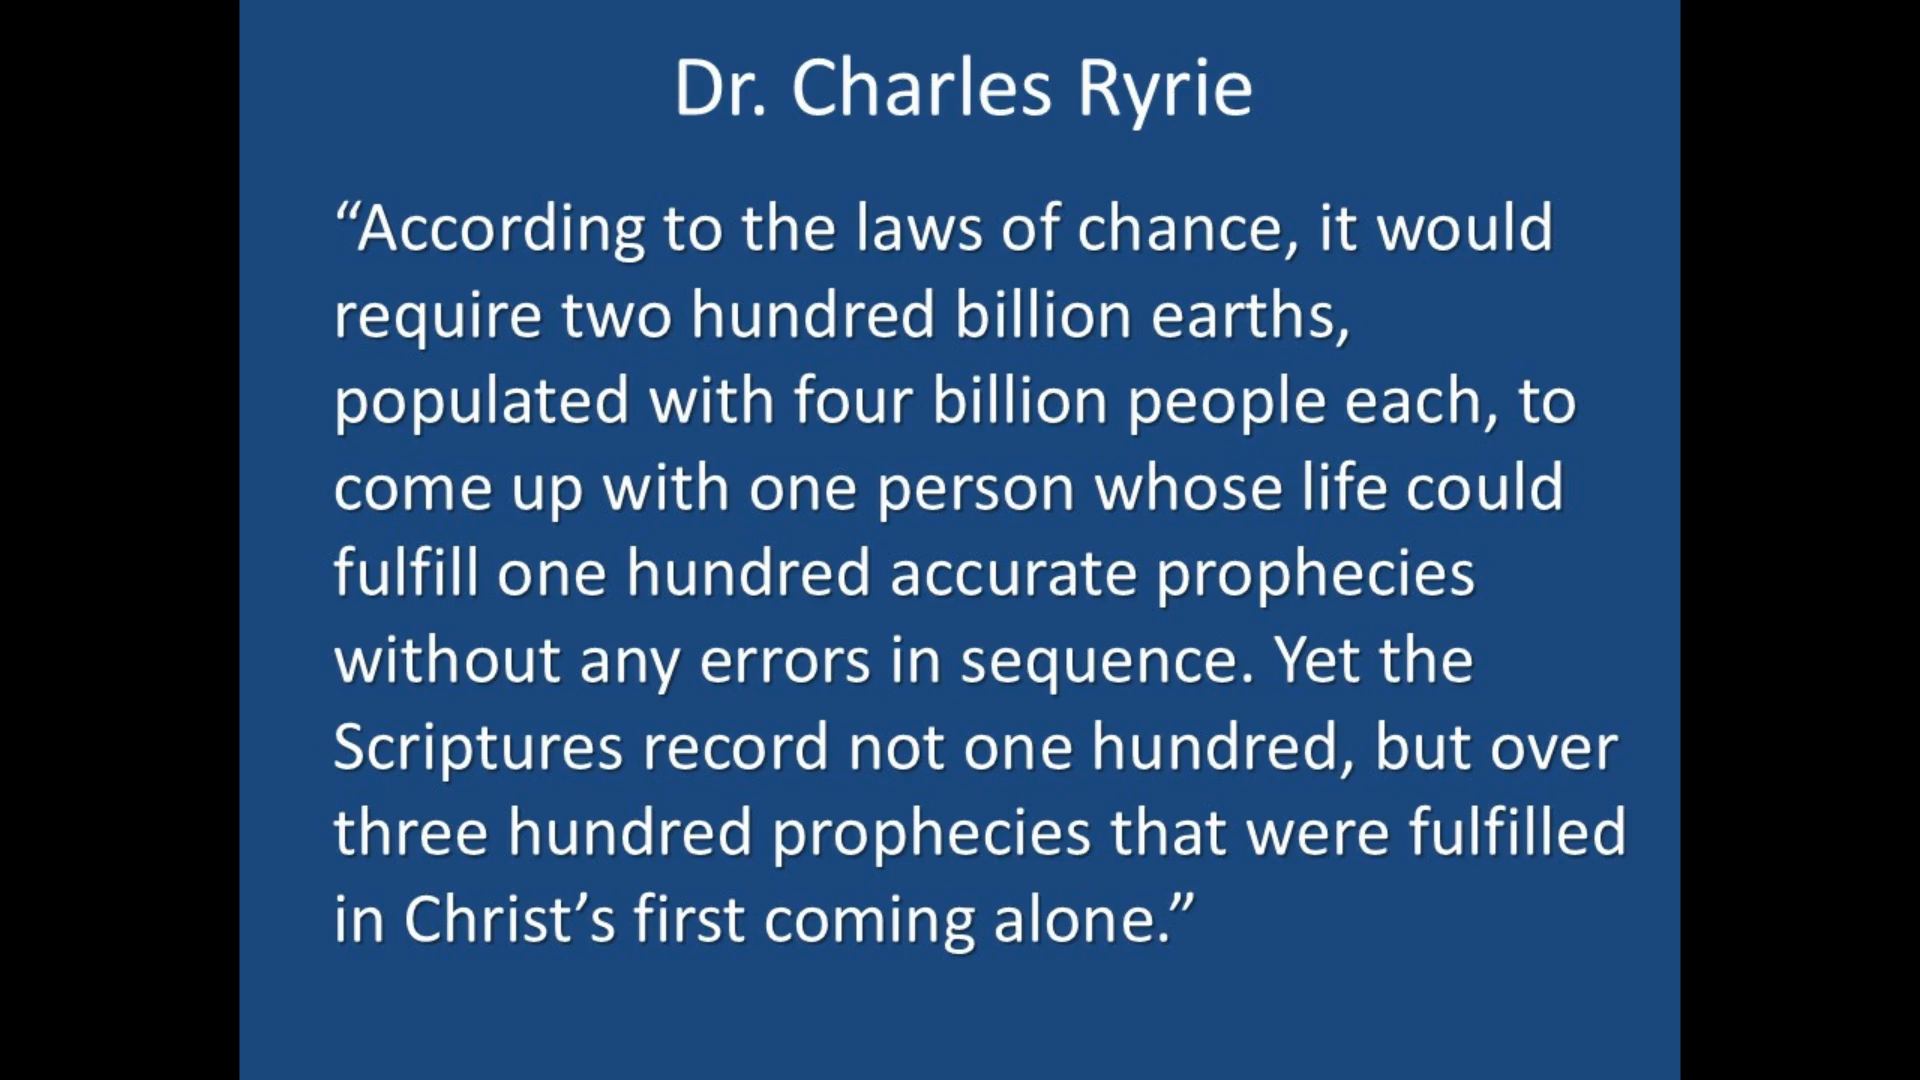 Dr. Charles Ryrie
“According to the laws of chance, it would
require two hundred billion earths,
populated with four billion people each, to
come up with one person whose life could
fulfill one hundred accurate prophecies
without any errors in sequence. Yet the
Scriptures record not one hundred, but over
three hundred prophecies that were fulfilled
in Christ’s first coming alone.”